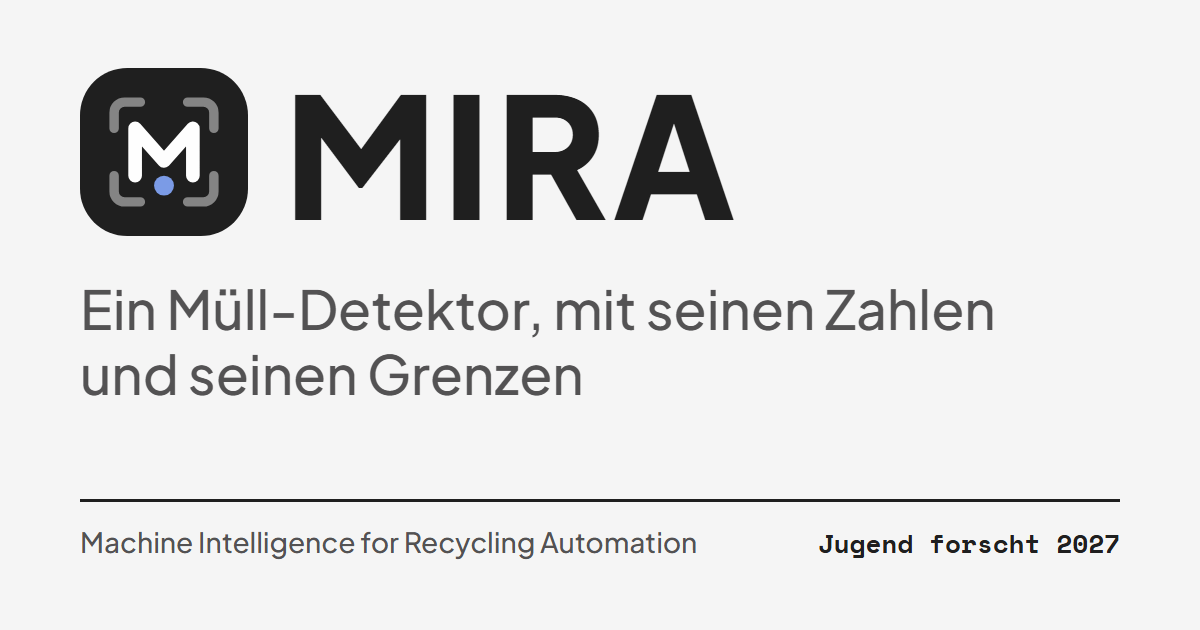 M
MIRA
Ein Müll-Detektor, mit seinen Zahlen
und seinen Grenzen
Machine Intelligence for Recycling Automation
Jugend forscht 2027